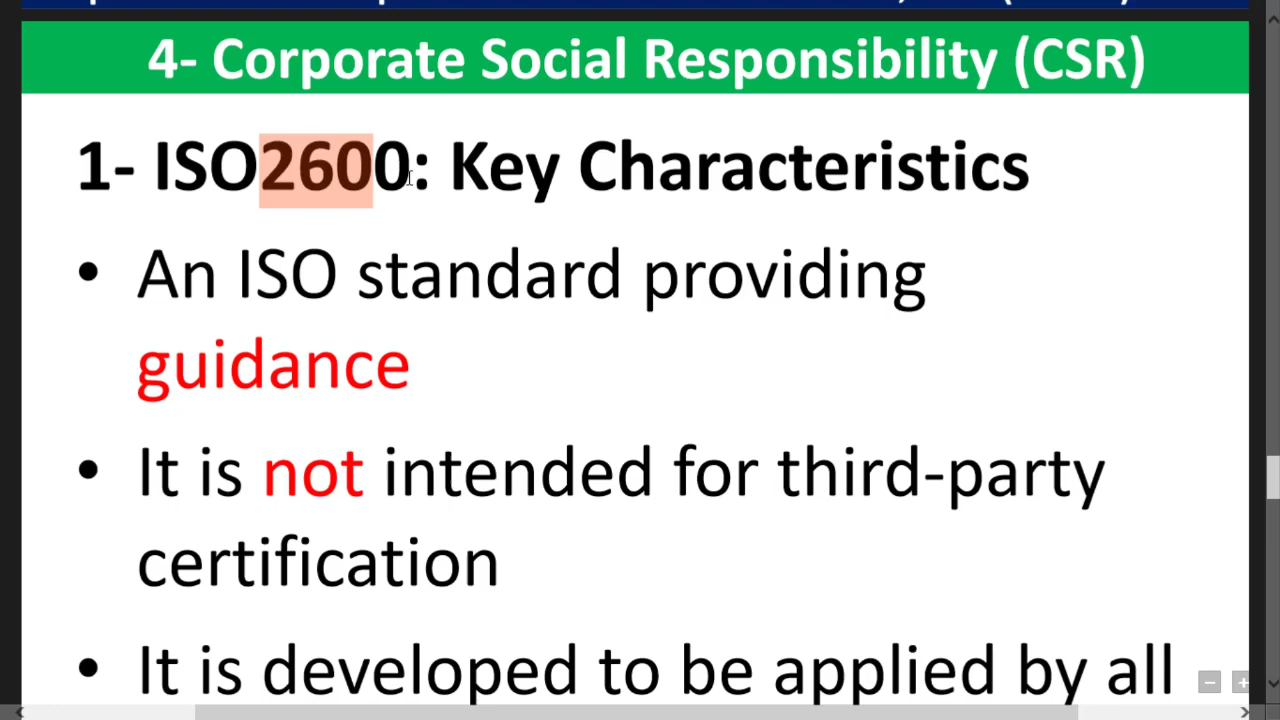 4- Corporate Social Responsibility (CSR)
1- ISO2600: Key Characteristics
• An ISO standard providing
guidance
• It is not intended for third-party
certification
• It is developed to be applied by all